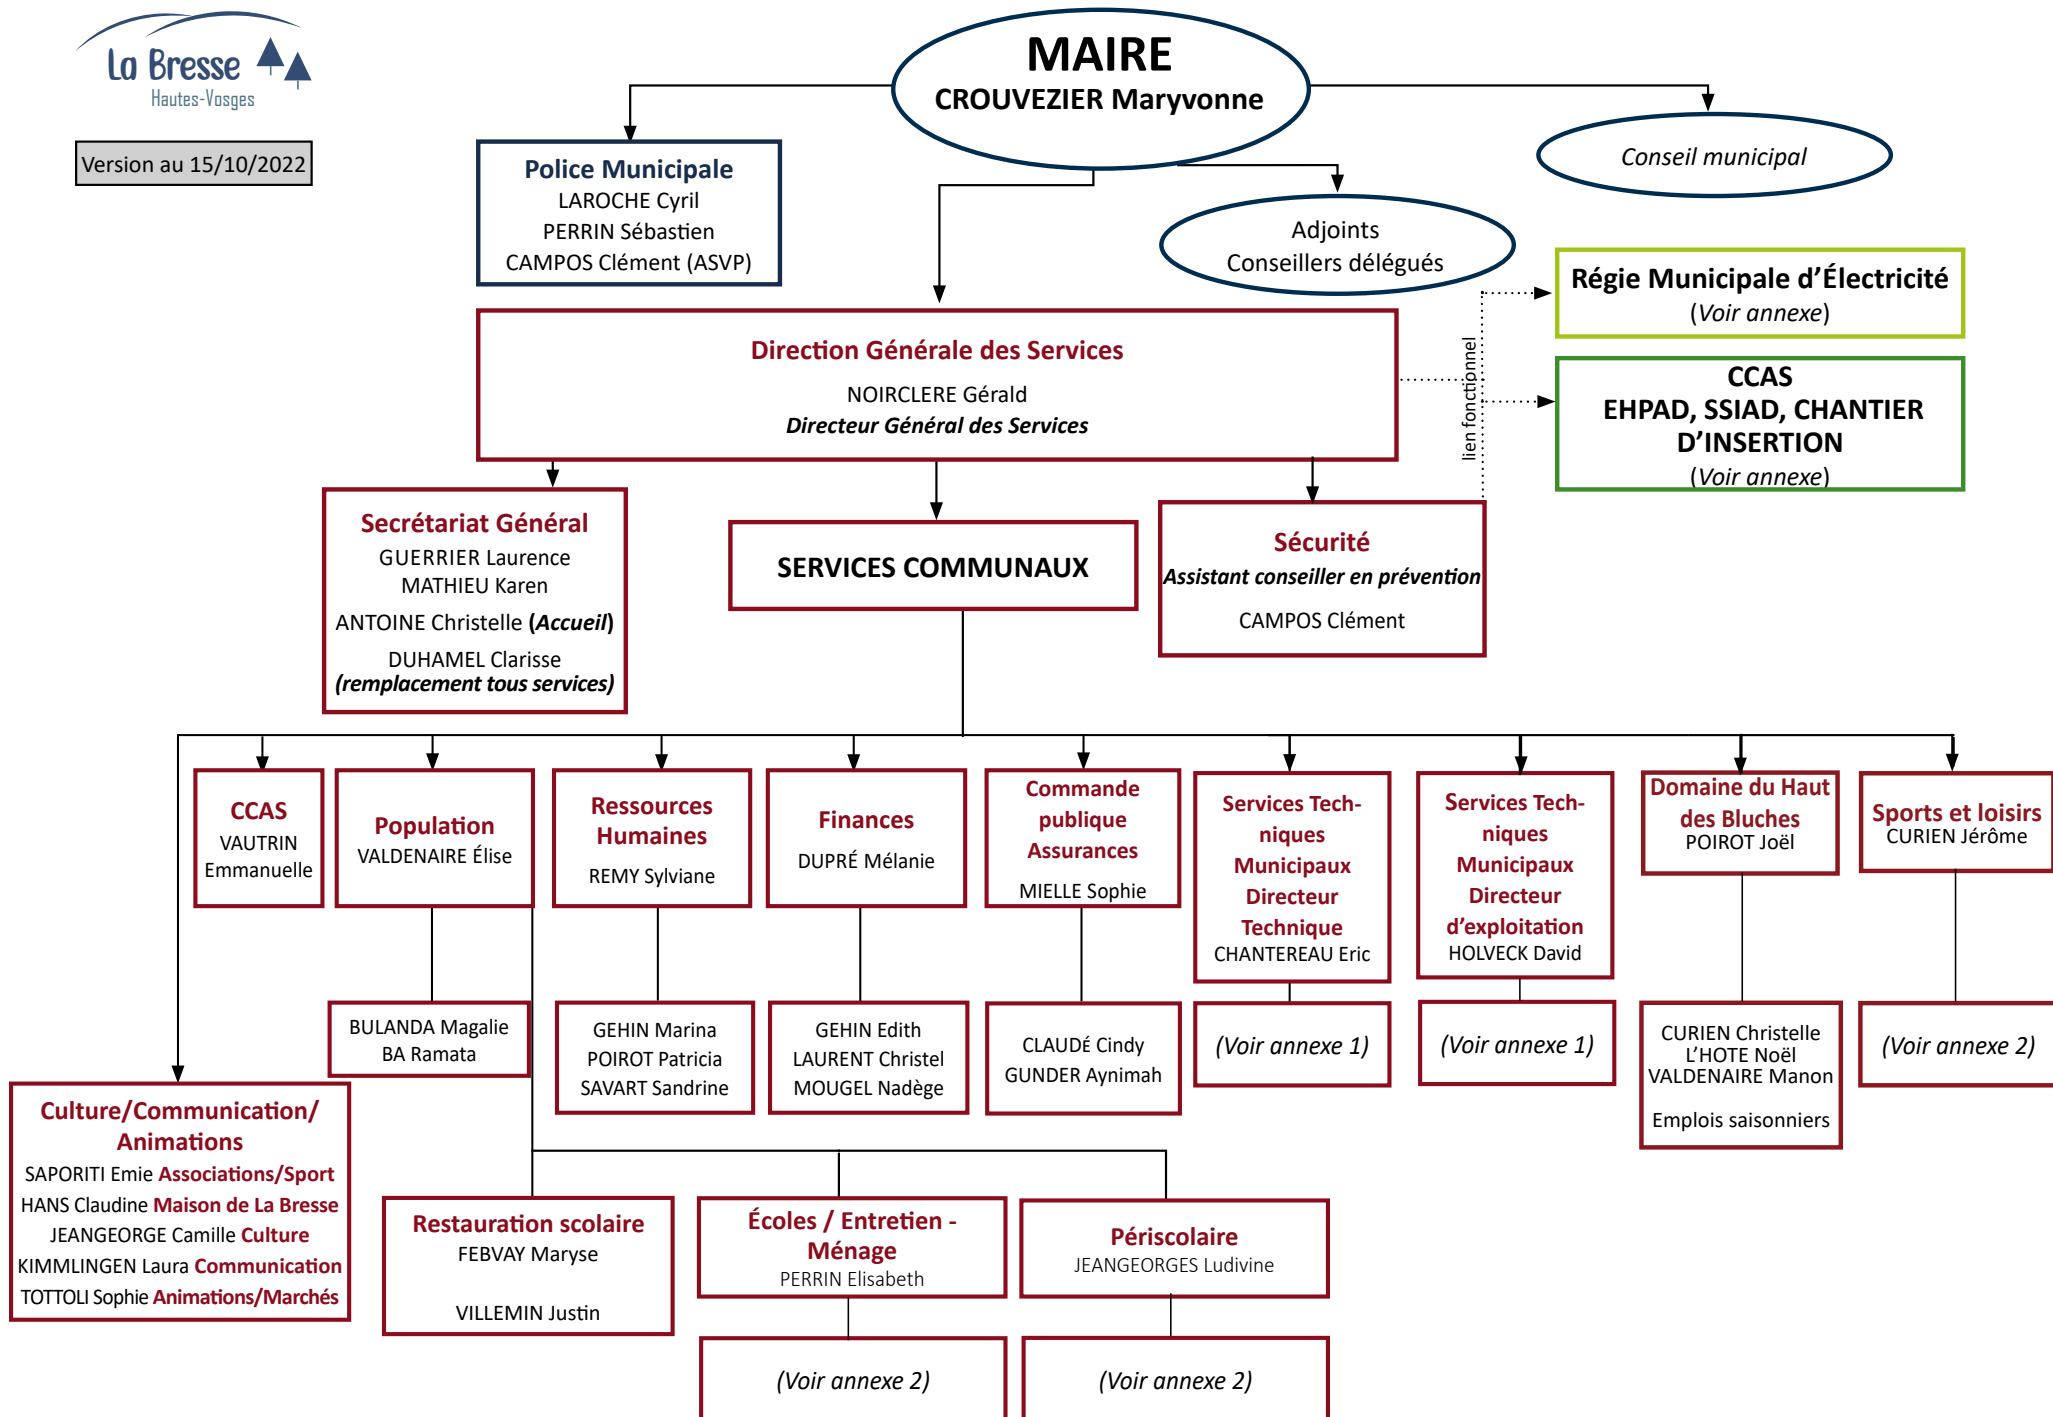 La Bresse
Hautes-Vosges
Version au 15/10/2022
MAIRE
CROUVEZIER Maryvonne
Police Municipale
LAROCHE Cyril
PERRIN Sébastien
CAMPOS Clément (ASVP)
Conseil municipal
Adjoints
Conseillers délégués
Régie Municipale d’Électricité
(Voir annexe)
CCAS
EHPAD, SSIAD, CHANTIER
D’INSERTION
(Voir annexe)
lien fonctionnel
Direction Générale des Services
NOIRCLERE Gérald
Directeur Général des Services
Secrétariat Général
GUERRIER Laurence
MATHIEU Karen
ANTOINE Christelle (Accueil)
DUHAMEL Clarisse
(remplacement tous services)
SERVICES COMMUNAUX
Sécurité
Assistant conseiller en prévention
CAMPOS Clément
CCAS
VAUTRIN
Emmanuelle
Population
VALDENAIRE Élise
Ressources
Humaines
REMY Sylviane
Finances
DUPRÉ Mélanie
Commande
publique
Assurances
MIELLE Sophie
Services Tech-
niques
Municipaux
Directeur
Technique
CHANTEREAU Eric
Services Tech-
niques
Municipaux
Directeur
d'exploitation
HOLVECK David
Domaine du Haut
des Bluches
POIROT Joël
Sports et loisirs
CURIEN Jérôme
BULANDA Magalie
BA Ramata
GEHIN Marina
POIROT Patricia
SAVART Sandrine
GEHIN Edith
LAURENT Christel
MOUGEL Nadège
CLAUDÉ Cindy
GUNDER Aynimah
(Voir annexe 1)
(Voir annexe 1)
CURIEN Christelle
L’HOTE Noël
VALDENAIRE Manon
Emplois saisonniers
(Voir annexe 2)
Culture/Communication/
Animations
SAPORITI Emie Associations/Sport
HANS Claudine Maison de La Bresse
JEANGEORGE Camille Culture
KIMMLINGEN Laura Communication
TOTTOLI Sophie Animations/Marchés
Restauration scolaire
FEBVAY Maryse
VILLEMIN Justin
Écoles / Entretien -
Ménage
PERRIN Elisabeth
Périscolaire
JEANGEORGES Ludivine
(Voir annexe 2)
(Voir annexe 2)